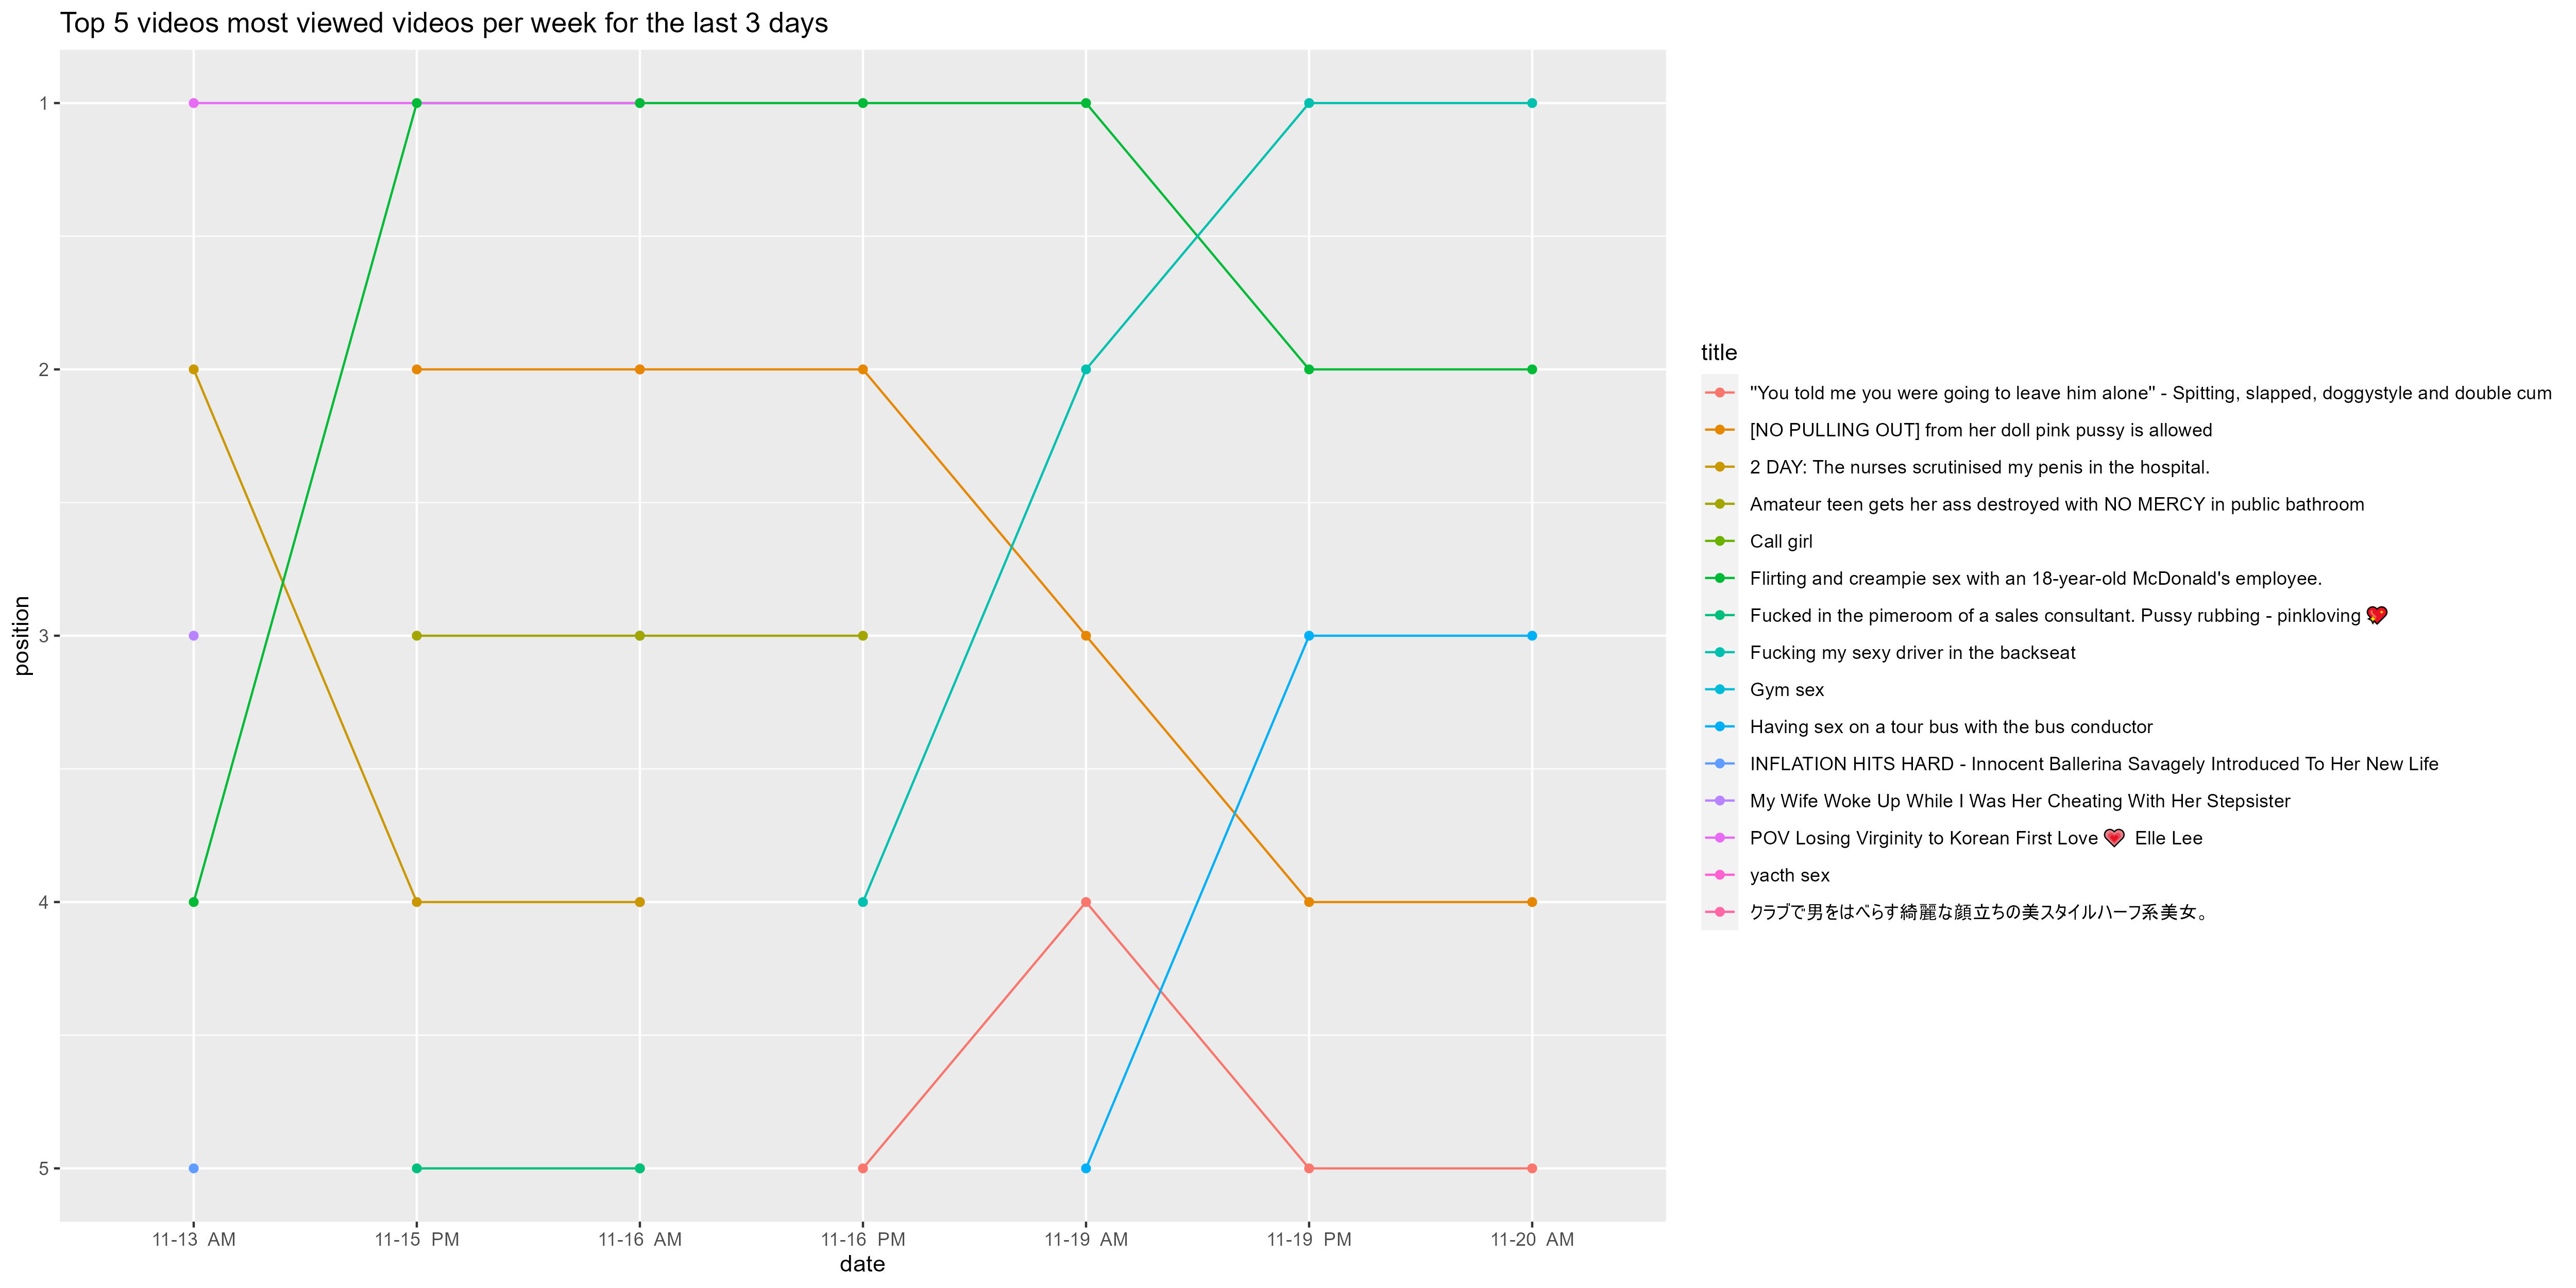 Top 5 videos most viewed videos per week for the last 3 days
1
2
3
4
5
position
11-13 AM
11-15 PM
11-16 AM
11-16 PM
11-19 AM
11-19 PM
11-20 AM
date
title
"You told me you were going to leave him alone" - Spitting, slapped, doggystyle and double cum
[NO PULLING OUT] from her doll pink pussy is allowed
2 DAY: The nurses scrutinised my penis in the hospital.
Amateur teen gets her ass destroyed with NO MERCY in public bathroom
Call girl
Flirting and creampie sex with an 18-year-old McDonald's employee.
Fucked in the pimeroom of a sales consultant. Pussy rubbing - pinkloving 💖
Fucking my sexy driver in the backseat
Gym sex
Having sex on a tour bus with the bus conductor
INFLATION HITS HARD - Innocent Ballerina Savagely Introduced To Her New Life
My Wife Woke Up While I Was Her Cheating With Her Stepsister
POV Losing Virginity to Korean First Love 💗 Elle Lee
yacth sex
クラブで男をはべらす綺麗な顔立ちの美スタイルハーフ系美女。